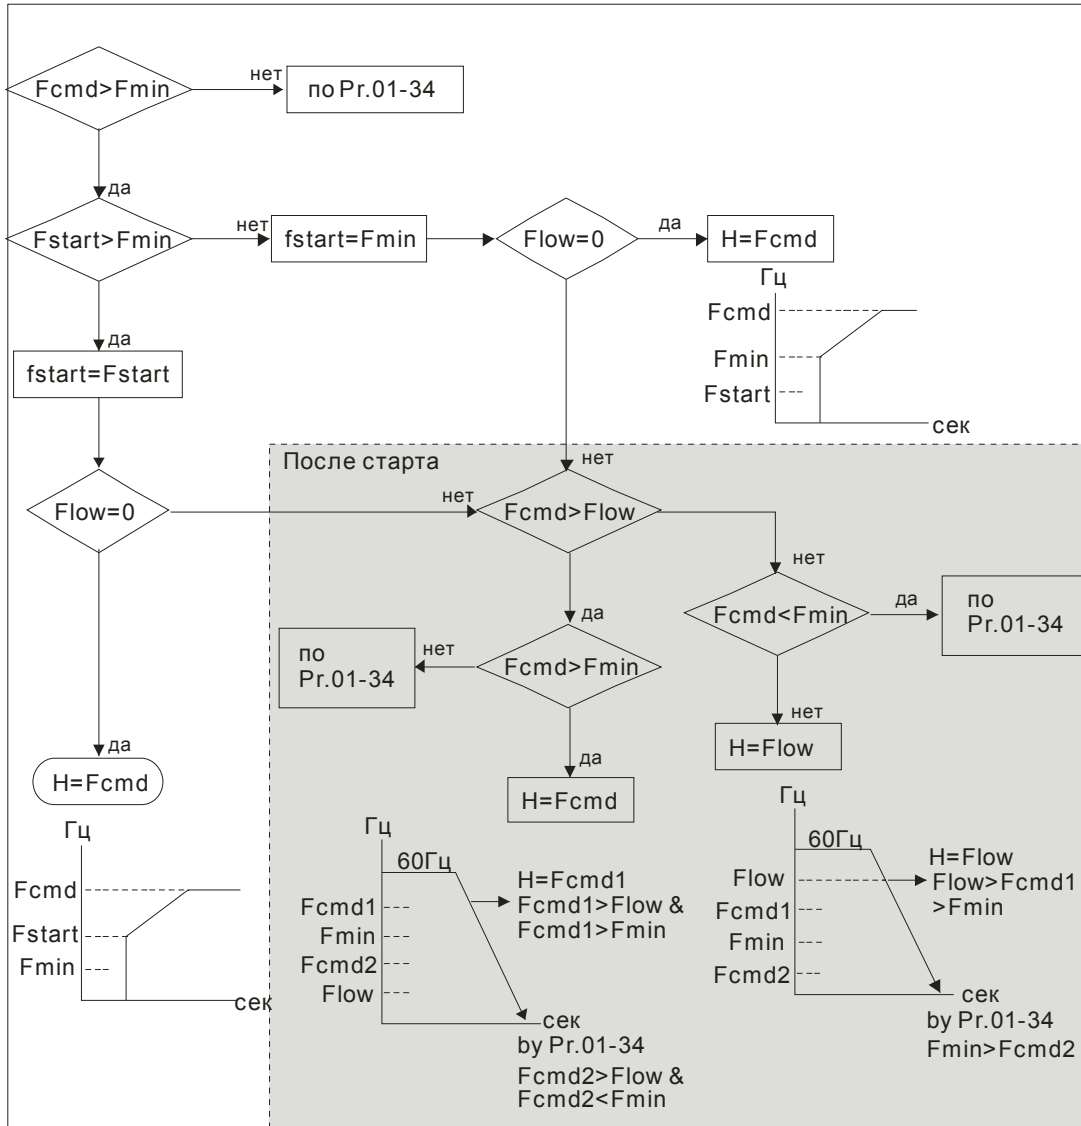 Fcmd>Fmin
нет
по Pr.01-34
да
Fstart>Fmin
нет
fstart=Fmin
Flow=0
да
H=Fcmd
Гц
Fcmd
Fmin
Fstart
сек
да
fstart=Fstart
После старта
нет
Flow=0
нет
Fcmd>Flow
нет
да
Fcmd<Fmin
да
по
Pr.01-34
по
Pr.01-34
нет
Fcmd>Fmin
нет
H=Flow
да
H=Fcmd
да
H=Fcmd
Гц
Fcmd
Fstart
Fmin
сек
Гц
60Гц
Fcmd1
Fmin
Fcmd2
Flow
H=Fcmd1
Fcmd1>Flow &
Fcmd1>Fmin
сек
by Pr.01-34
Fcmd2>Flow &
Fcmd2<Fmin
Гц
60Гц
Flow
Fcmd1
Fmin
Fcmd2
H=Flow
Flow>Fcmd1
>Fmin
сек
by Pr.01-34
Fmin>Fcmd2